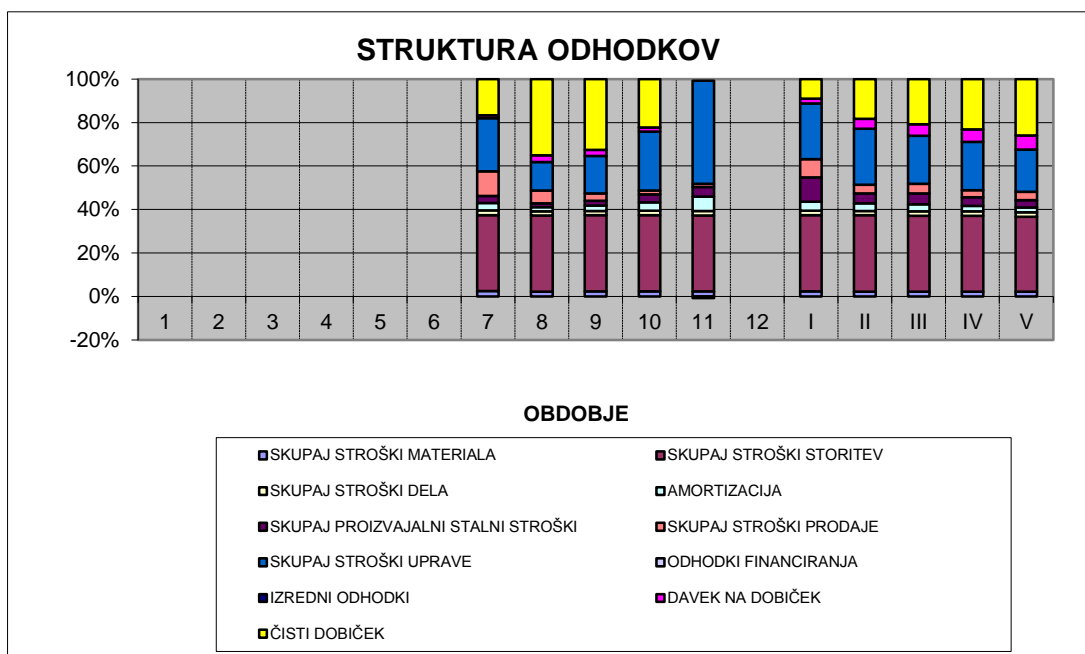 STRUKTURA ODHODKOV
100%
80%
60%
40%
20%
0%
-20%
1 2 3 4 5 6 7 8 9 10 11 12 I II III IV V
OBDOBJE
SKUPAJ STROŠKI MATERIALA SKUPAJ STROŠKI STORITEV
SKUPAJ STROŠKI DELA AMORTIZACIJA
SKUPAJ PROIZVAJALNI STALNI STROŠKI SKUPAJ STROŠKI PRODAJE
SKUPAJ STROŠKI UPRAVE ODHODKI FINANCIRANJA
IZREDNI ODHODKI DAVEK NA DOBIČEK
ČISTI DOBIČEK